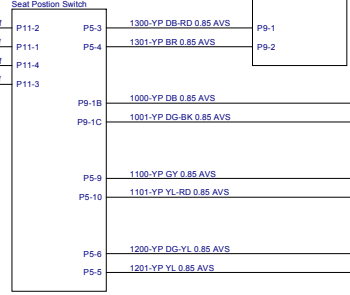 Seat Postion Switch
P11-2 P5-3 1300-YP DB-RD 0.85 AVS P9-1
P11-1 P5-4 1301-YP BR 0.85 AVS P9-2
P11-4
P11-3
P9-1B 1000-YP DB 0.85 AVS
P9-1C 1001-YP DG-BK 0.85 AVS
P5-9 1100-YP GY 0.85 AVS
P5-10 1101-YP YL-RD 0.85 AVS
P5-6 1200-YP DG-YL 0.85 AVS
P5-5 1201-YP YL 0.85 AVS